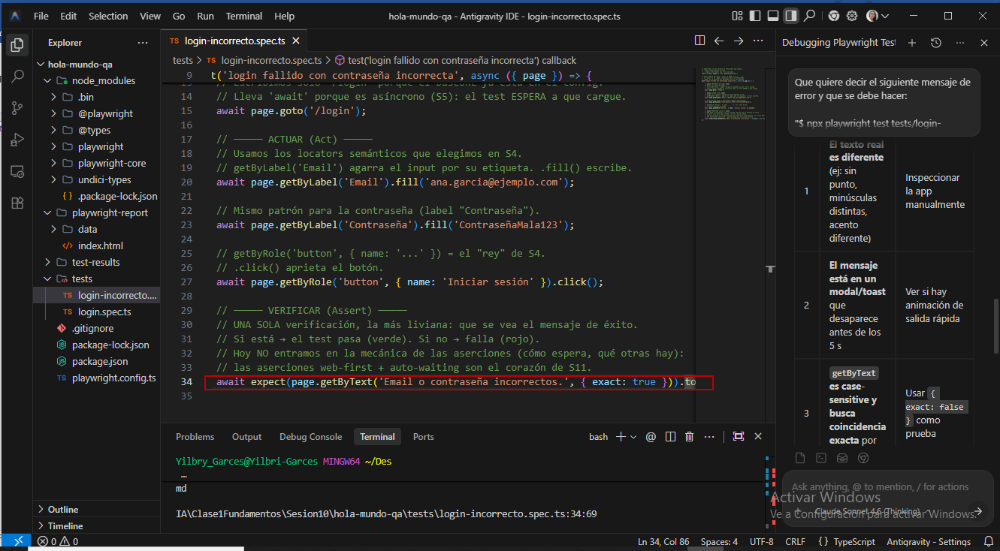 File Edit Selection View Go Run Terminal Help
hola-mundo-qa - Antigravity IDE - login-incorrecto.spec.ts
Explorer
hola-mundo-qa
node_modules
.bin
@playwright
@types
playwright
playwright-core
undici-types
{ } .package-lock.json
playwright-report
data
index.html
test-results
tests
TS login-incorrecto....
TS login.spec.ts
.gitignore
package-lock.json
package.json
TS playwright.config.ts
Outline
Timeline
TS login-incorrecto.spec.ts
tests > TS login-incorrecto.spec.ts > test('login fallido con contraseña incorrecta') callback
9 t('login fallido con contraseña incorrecta', async ({ page }) => {
14 // Lleva 'await' porque es asíncrono (S5): el test ESPERA a que cargue.
15 await page.goto('/login');
16
17 // ───── ACTUAR (Act) ─────
18 // Usamos los locators semánticos que elegimos en S4.
19 // getByLabel('Email') agarra el input por su etiqueta. .fill() escribe.
20 await page.getByLabel('Email').fill('ana.garcia@ejemplo.com');
21
22 // Mismo patrón para la contraseña (label "Contraseña").
23 await page.getByLabel('Contraseña').fill('ContraseñaMala123');
24
25 // getByRole('button', { name: '...' }) = el "rey" de S4.
26 // .click() aprieta el botón.
27 await page.getByRole('button', { name: 'Iniciar sesión' }).click();
28
29 // ───── VERIFICAR (Assert) ─────
30 // UNA SOLA verificación, la más liviana: que se vea el mensaje de éxito.
31 // Si está → el test pasa (verde). Si no → falla (rojo).
32 // Hoy NO entramos en la mecánica de las aserciones (cómo espera, qué otras hay):
33 // las aserciones web-first + auto-waiting son el corazón de S11.
34 await expect(page.getByText('Email o contraseña incorrectos.', { exact: true })).to
35
Problems Output Debug Console Terminal Ports
bash
Yilbry_Garces@Yilbri-Garces MINGW64 ~/Des
…
md
IA\Clase1Fundamentos\Sesion10\hola-mundo-qa\tests\login-incorrecto.spec.ts:34:69
Debugging Playwright Test
Que quiere decir el siguiente mensaje de
error y que se debe hacer:
"$ npx playwright test tests/login-
1
El texto real
es diferente
(ej: sin
punto,
minúsculas
distintas,
acento
diferente)
Inspeccionar
la app
manualmente
2
El mensaje
está en un
modal/toast
que
desaparece
antes de los
5 s
Ver si hay
animación de
salida rápida
3
getByText
es case-
sensitive y
busca
coincidencia
exacta por
Usar {
exact: false
} como
prueba
Ask anything, @ to mention, / for actions
Claude Sonnet 4.6 (Thinking)
Activar Windows
Ve a Configuración para activar Windows.
0 0
Ln 34, Col 86 Spaces: 4 UTF-8 CRLF { } TypeScript Antigravity - Settings